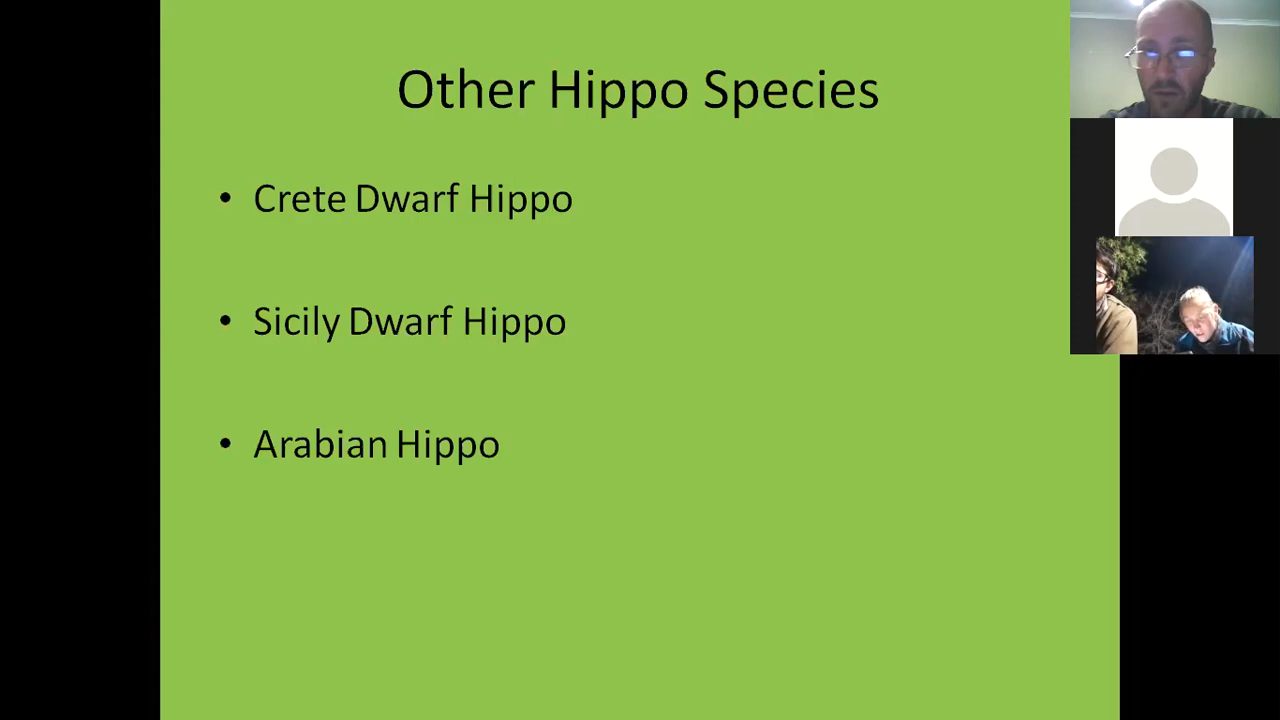 Other Hippo Species
• Crete Dwarf Hippo
• Sicily Dwarf Hippo
• Arabian Hippo